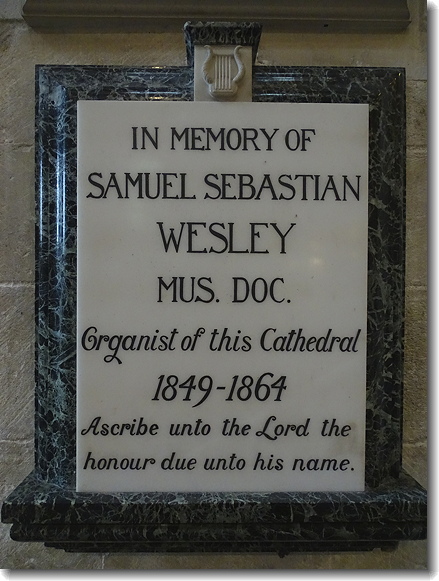 IN MEMORY OF
SAMUEL SEBASTIAN
WESLEY
MUS. DOC.
Organist of this Cathedral
1849-1864
Ascribe unto the Lord the
honour due unto his name.